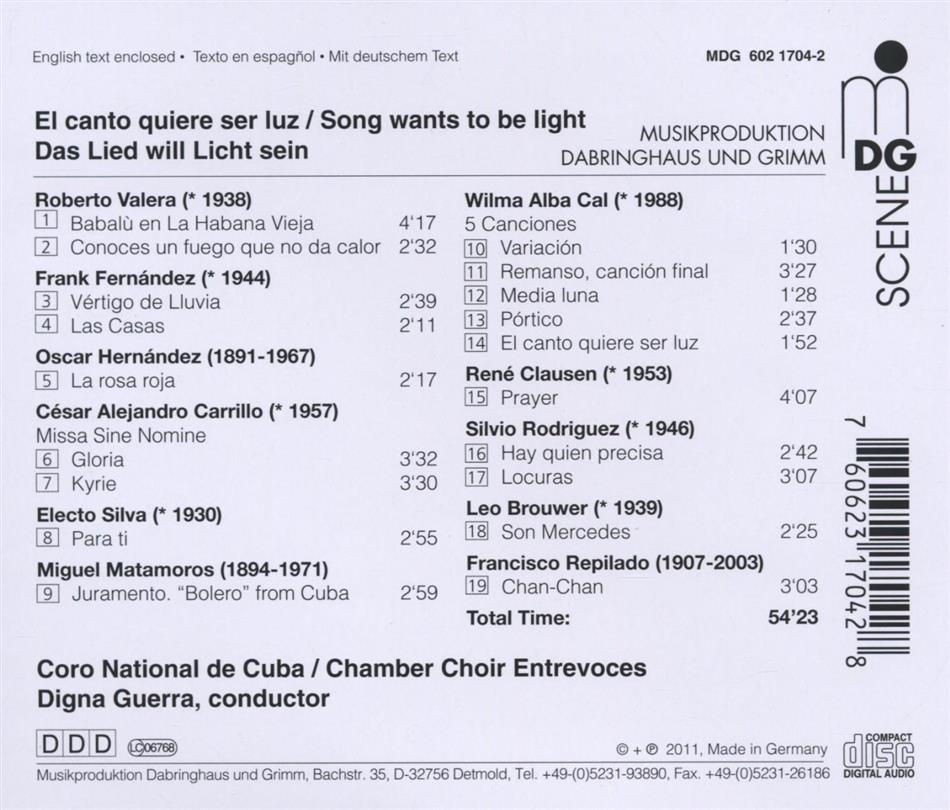 English text enclosed • Texto en espagñol • Mit deutschem Text
MDG 602 1704-2
El canto quiere ser luz / Song wants to be light
Das Lied will Licht sein
MUSIKPRODUKTION
DABRINGHAUS UND GRIMM
mDG
SCENE
Roberto Valera (* 1938)
1 Babalù en La Habana Vieja 4‘17
2 Conoces un fuego que no da calor 2‘32
Frank Fernández (* 1944)
3 Vértigo de Lluvia 2‘39
4 Las Casas 2‘11
Oscar Hernández (1891-1967)
5 La rosa roja 2‘17
César Alejandro Carrillo (* 1957)
Missa Sine Nomine
6 Gloria 3‘32
7 Kyrie 3‘30
Electo Silva (* 1930)
8 Para ti 2‘55
Miguel Matamoros (1894-1971)
9 Juramento. “Bolero” from Cuba 2‘59
Wilma Alba Cal (* 1988)
5 Canciones
10 Variación 1‘30
11 Remanso, canción final 3‘27
12 Media luna 1‘28
13 Pórtico 2‘37
14 El canto quiere ser luz 1‘52
René Clausen (* 1953)
15 Prayer 4‘07
Silvio Rodriguez (* 1946)
16 Hay quien precisa 2‘42
17 Locuras 3‘07
Leo Brouwer (* 1939)
18 Son Mercedes 2‘25
Francisco Repilado (1907-2003)
19 Chan-Chan 3‘03
Total Time: 54’23
7 60623 17042 8
Coro National de Cuba / Chamber Choir Entrevoces
Digna Guerra, conductor
DDD LC06768
© + ℗ 2011, Made in Germany
COMPACT
disc
DIGITAL AUDIO
Musikproduktion Dabringhaus und Grimm, Bachstr. 35, D-32756 Detmold, Tel. +49-(0)5231-93890, Fax. +49-(0)5231-26186